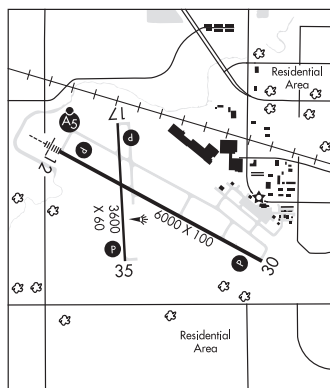 Residential
Area
A5
17
P
P
12
3600
X 60
6000 X 100
P
P
30
35
Residential
Area